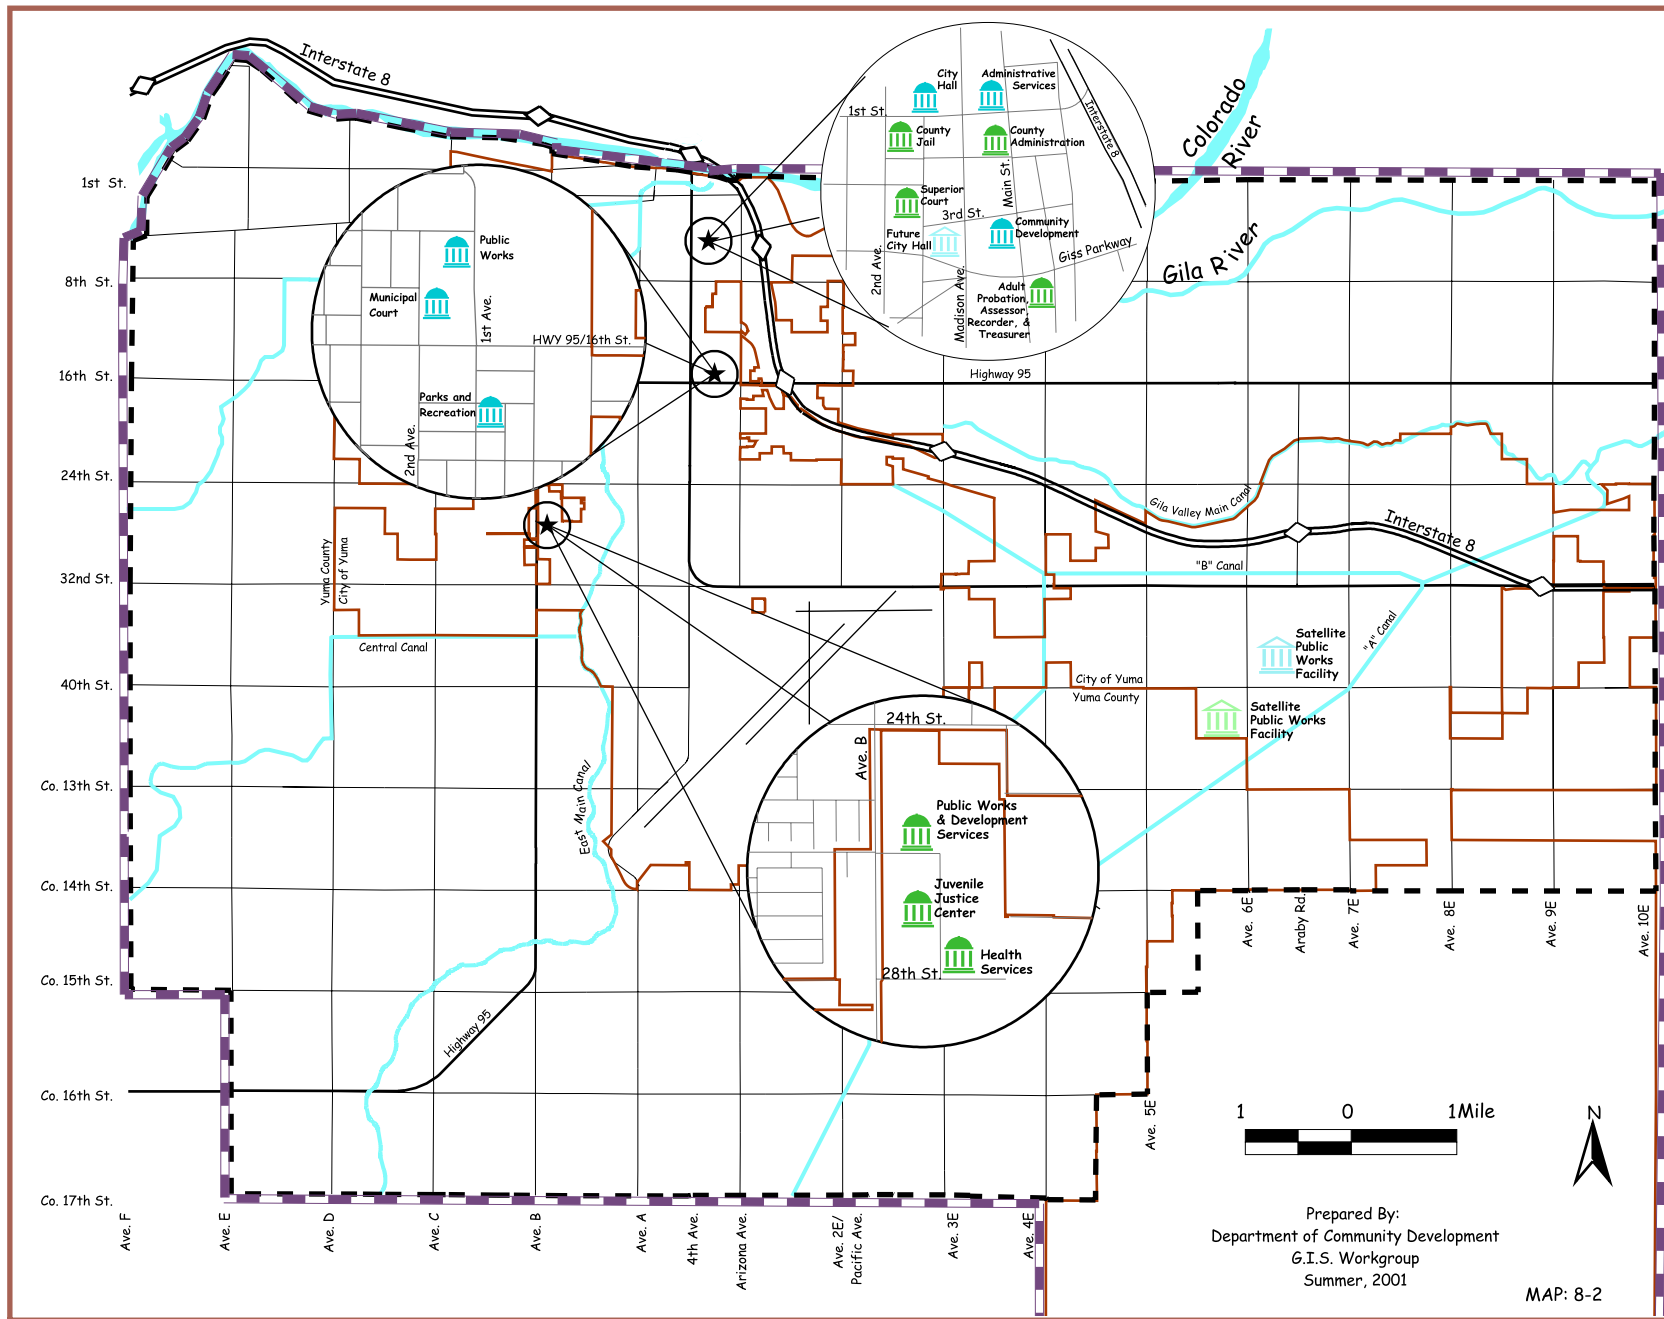 Interstate 8
Colorado
River
Gila River
1st St.
8th St.
16th St.
24th St.
32nd St.
40th St.
Co. 13th St.
Co. 14th St.
Co. 15th St.
Co. 16th St.
Co. 17th St.
City
Hall
Administrative
Services
1st St.
Interstate 8
County
Jail
County
Administration
Main St.
Superior
Court
3rd St.
Future
City Hall
Community
Development
2nd Ave.
Madison Ave.
Giss Parkway
Adult
Probation,
Assessor,
Recorder, &
Treasurer
Public
Works
Municipal
Court
1st Ave.
HWY 95/16th St.
Parks and
Recreation
2nd Ave.
Highway 95
Gila Valley Main Canal
Interstate 8
"B" Canal
"A" Canal
Yuma County
City of Yuma
Central Canal
Satellite
Public
Works
Facility
City of Yuma
Yuma County
Satellite
Public Works
Facility
24th St.
Ave. B
Public Works
& Development
Services
Juvenile
Justice
Center
Health
Services
28th St.
East Main Canal
Highway 95
Ave. 6E
Araby Rd.
Ave. 7E
Ave. 8E
Ave. 9E
Ave. 10E
Ave. 5E
1 0 1Mile
N
Ave. F
Ave. E
Ave. D
Ave. C
Ave. B
Ave. A
4th Ave.
Arizona Ave.
Ave. 2E/
Pacific Ave.
Ave. 3E
Ave. 4E
Prepared By:
Department of Community Development
G.I.S. Workgroup
Summer, 2001
MAP: 8-2